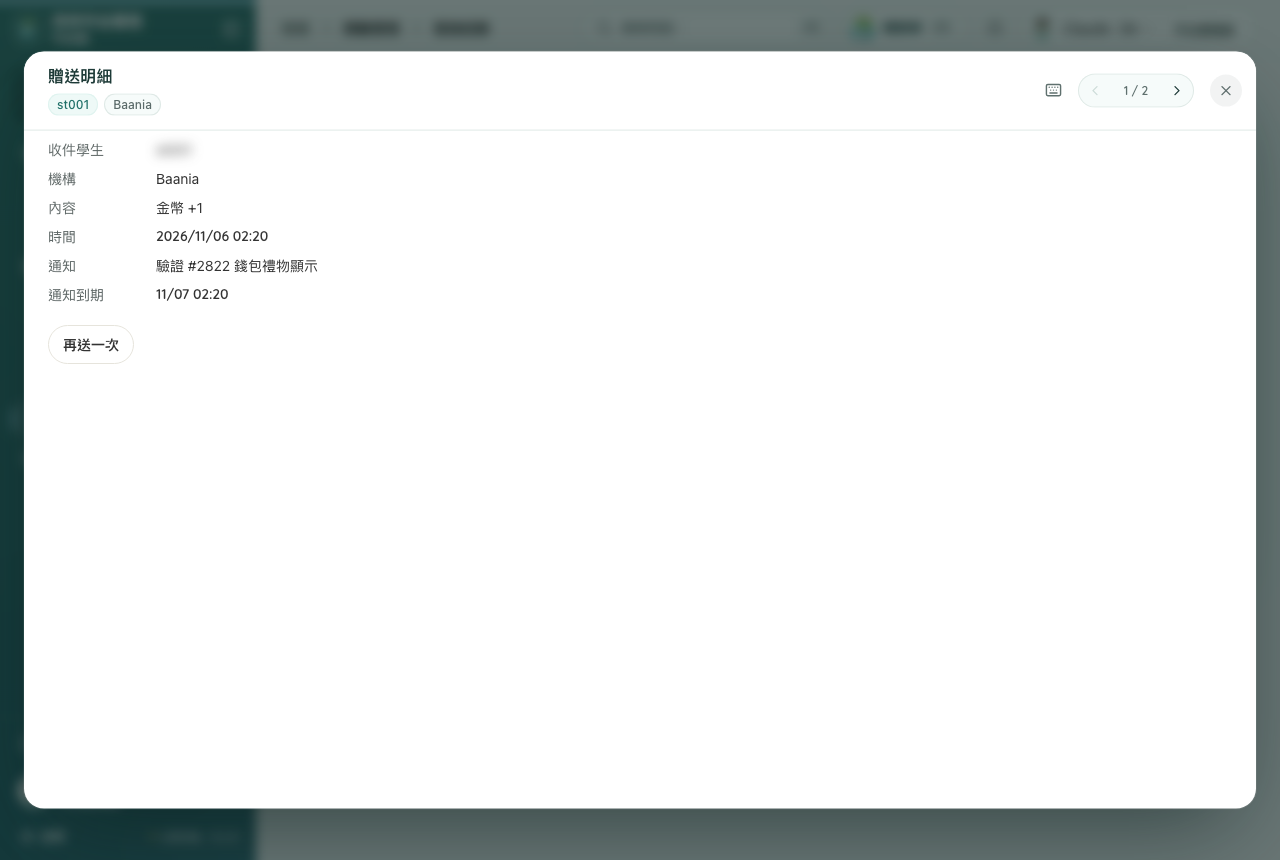 贈送明細
st001 Baania
1 / 2
收件學生
機構 Baania
內容 金幣 +1
時間 2026/11/06 02:20
通知 驗證 #2822 錢包禮物顯示
通知到期 11/07 02:20
再送一次